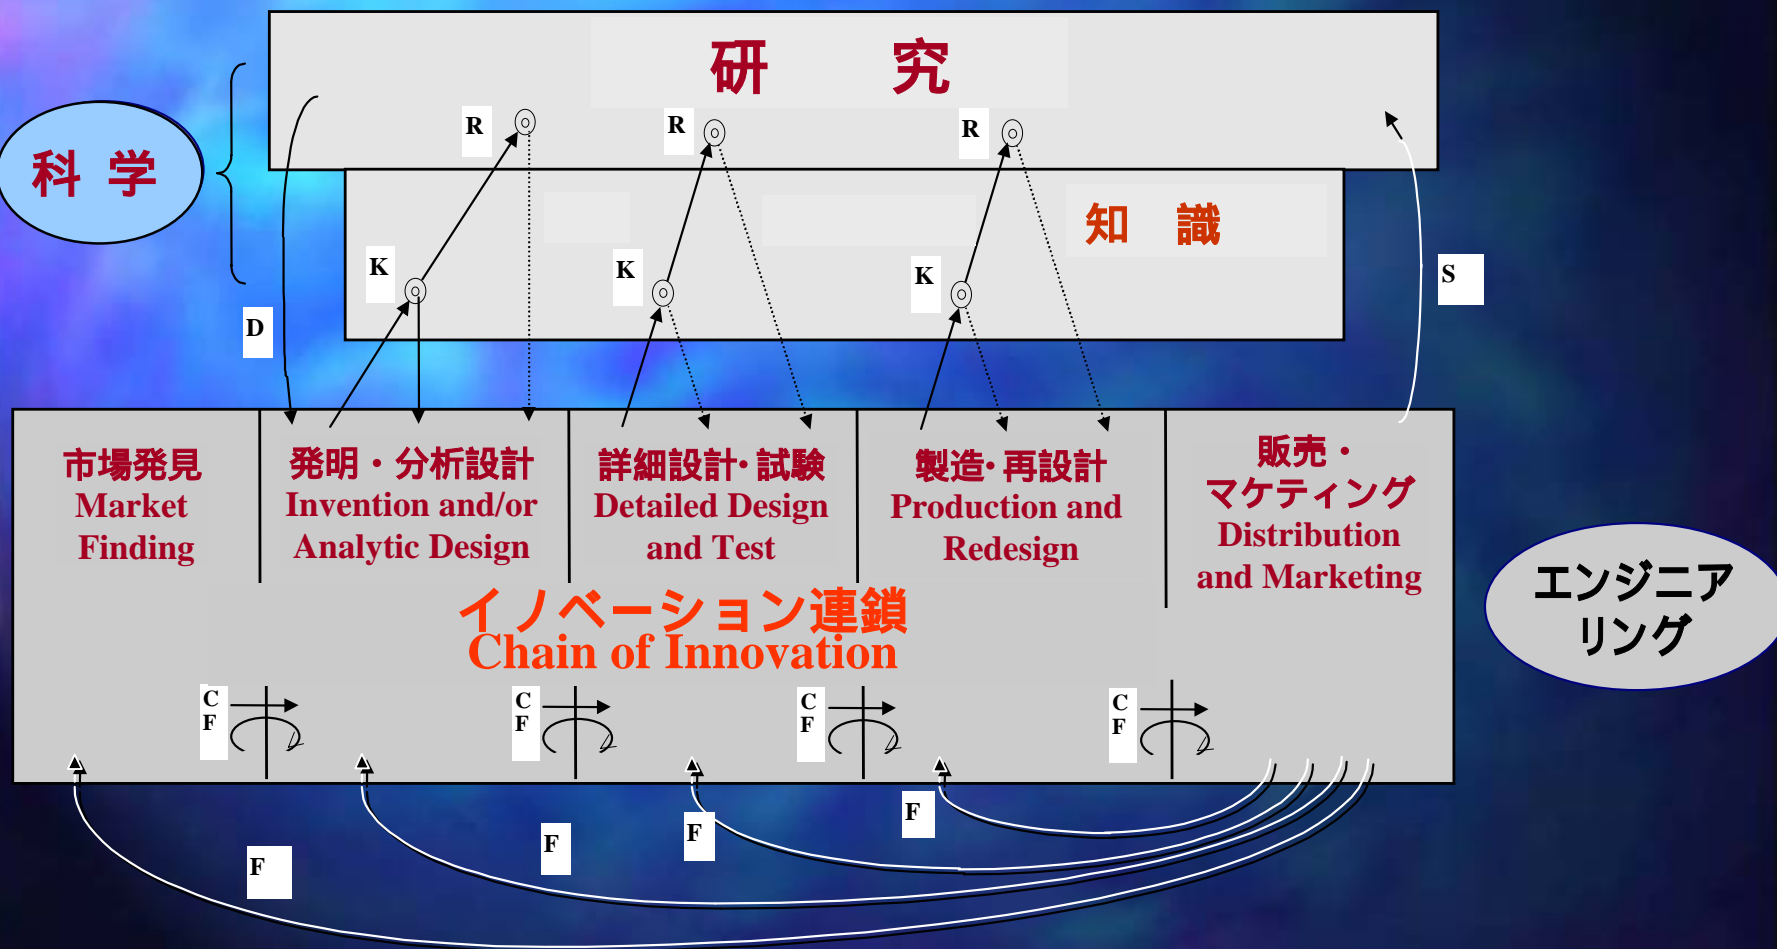 研 究
R
R
R
科 学
知 識
K
K
K
S
D
市場発見
Market
Finding
発明・分析設計
Invention and/or
Analytic Design
詳細設計・試験
Detailed Design
and Test
製造・再設計
Production and
Redesign
販売・
マケティング
Distribution
and Marketing
エンジニア
リング
イノベーション連鎖
Chain of Innovation
C
F
C
F
C
F
C
F
F
F
F
F